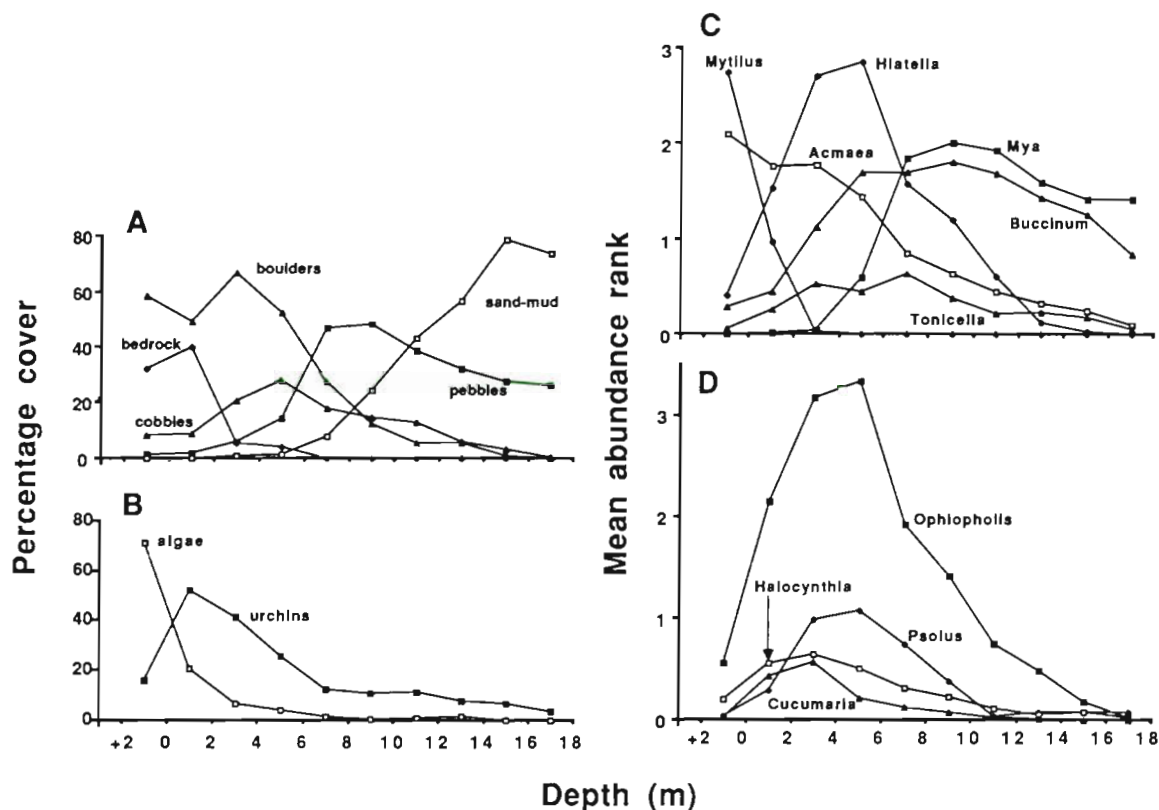 A
80
60
40
20
0
boulders
bedrock
cobbles
sand-mud
pebbles
B
80
60
40
20
0
algae
urchins
+2 0 2 4 6 8 10 12 14 16 18
Percentage cover
C
3
2
1
0
Mytilus
Hiatella
Acmaea
Mya
Buccinum
Tonicella
D
3
2
1
0
Ophiopholis
Halocynthia
Psolus
Cucumaria
+2 0 2 4 6 8 10 12 14 16 18
Mean abundance rank
Depth (m)